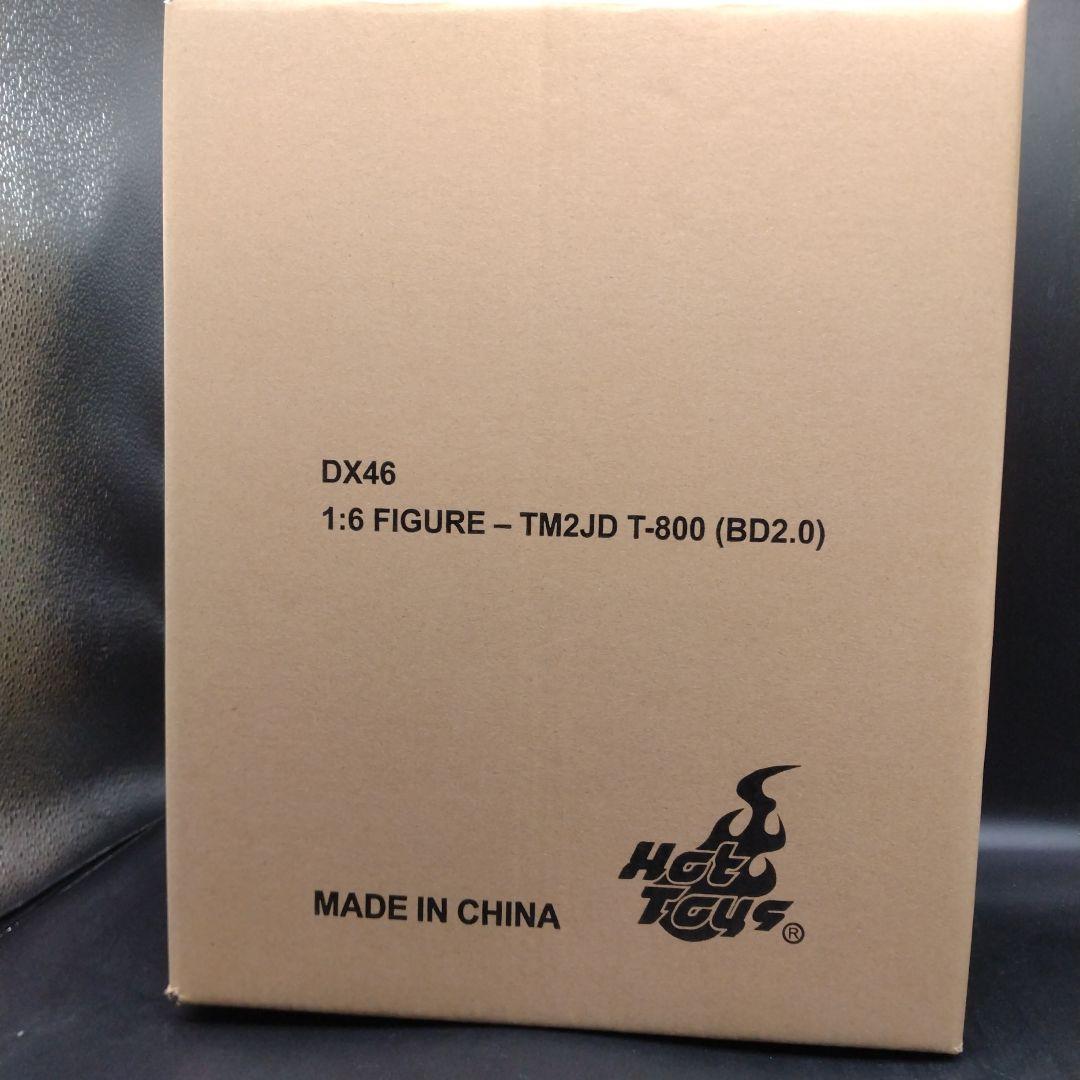 DX46
1:6 FIGURE – TM2JD T-800 (BD2.0)
MADE IN CHINA
Hot
Toys®